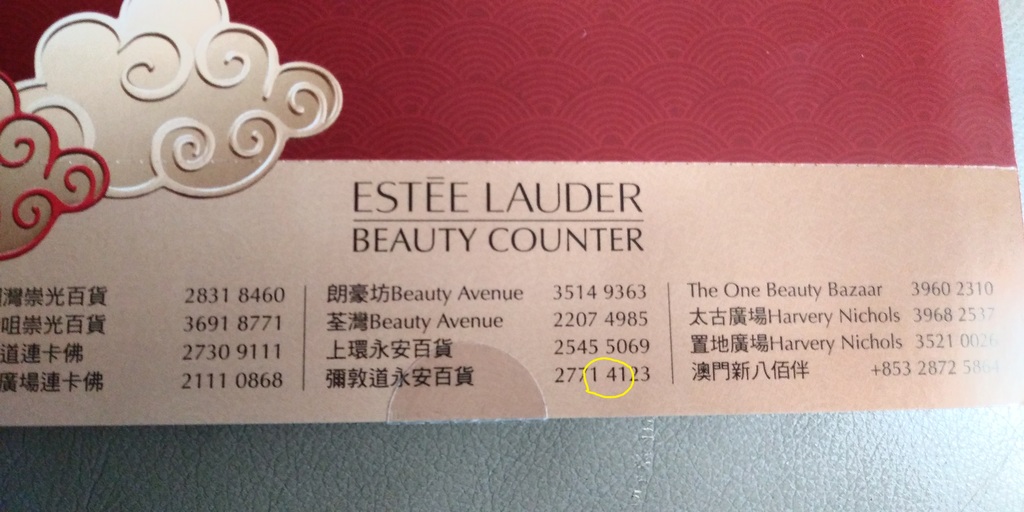 ESTĒE LAUDER
BEAUTY COUNTER
灣崇光百貨 2831 8460
咀崇光百貨 3691 8771
道連卡佛 2730 9111
廣場連卡佛 2111 0868
朗豪坊Beauty Avenue 3514 9363
荃灣Beauty Avenue 2207 4985
上環永安百貨 2545 5069
彌敦道永安百貨 2771 4123
The One Beauty Bazaar 3960 2310
太古廣場Harvery Nichols 3968 2537
置地廣場Harvery Nichols 3521 0026
澳門新八佰伴 +853 2872 5864